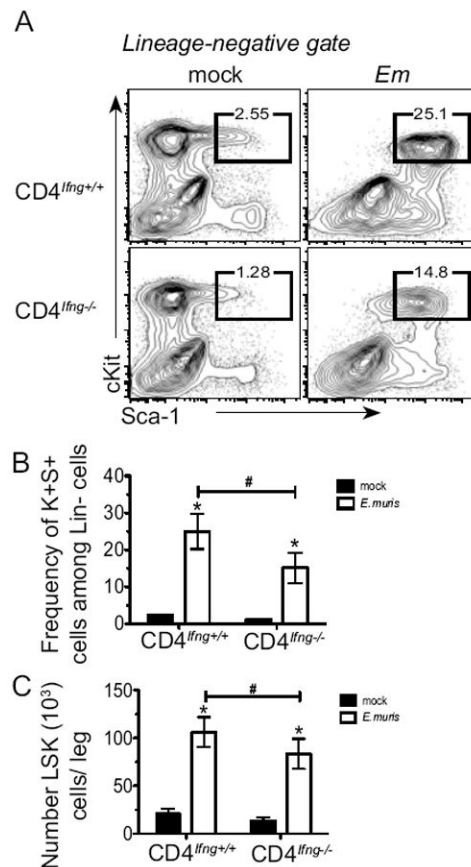 A
Lineage-negative gate
mock Em
CD4Ifng+/+
2.55 25.1
CD4Ifng-/-
1.28 14.8
cKit
Sca-1
B
Frequency of K+S+
cells among Lin- cells
40
30
20
10
0
#
* *
mock
E.muris
CD4Ifng+/+ CD4Ifng-/-
C
Number LSK (10³)
cells/ leg
150
100
50
0
#
* *
mock
E.muris
CD4Ifng+/+ CD4Ifng-/-